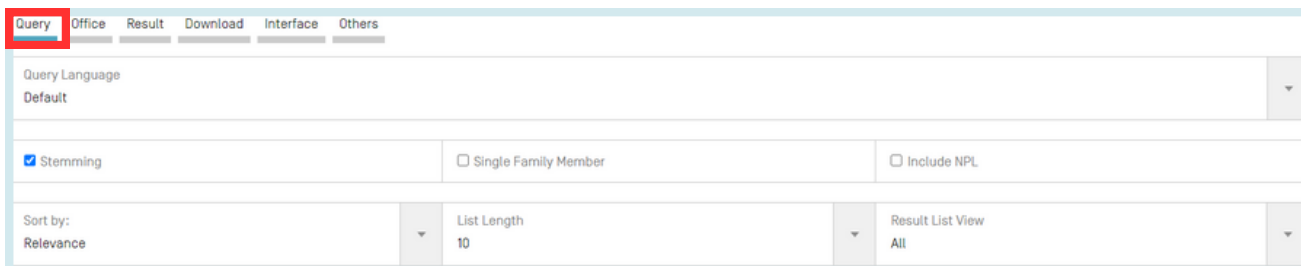 Query Office Result Download Interface Others
Query Language
Default
Stemming Single Family Member Include NPL
Sort by: List Length Result List View
Relevance 10 All